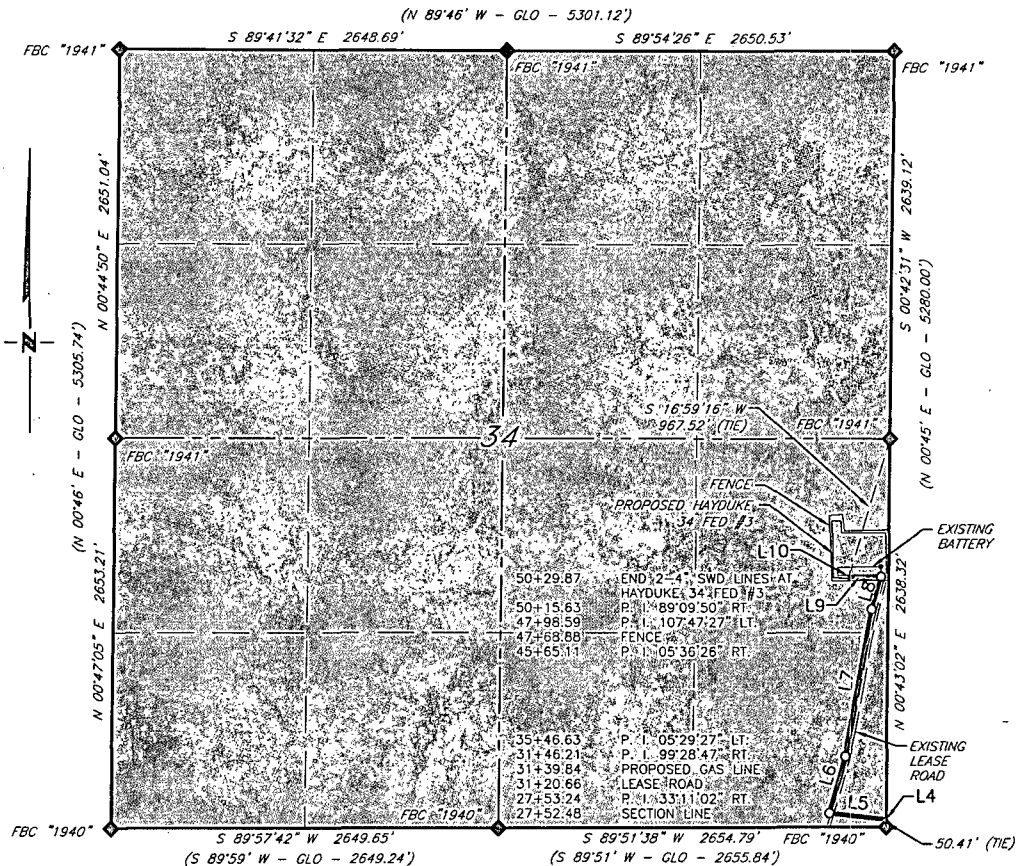 (N 89°46' W - GLO - 5301.12')
S 89°41'32" E 2648.69'
S 89°54'26" E 2650.53'
FBC "1941"
FBC "1941"
FBC "1941"
N 00°44'50" E 2651.04'
S 00°42'31" W 2639.12'
(N 00°46' E - GLO - 5305.74')
(N 00°45' E - GLO - 5280.00')
N
S 16°59'16" W
967.52' (TIE)
34
FBC "1941"
FBC "1941"
FENCE
PROPOSED HAYDUKE
34 FED #3
EXISTING
BATTERY
L10
L9
L8
50+29.87 END 2-4" SWD LINES AT
HAYDUKE 34 FED #3
50+15.63 P. I. 89°09'50" RT.
47+98.59 P. I. 107°47'27" LT.
47+68.88 FENCE
45+65.11 P. I. 05°36'26" RT.
N 00°47'05" E 2653.21'
N 00°43'02" E 2638.32'
L7
35+46.63 P. I. 05°29'27" LT.
31+46.21 P. I. 99°28'47" RT.
31+39.84 PROPOSED GAS LINE
31+20.66 LEASE ROAD
27+53.24 P. I. 33°11'02" RT.
27+52.48 SECTION LINE
EXISTING
LEASE
ROAD
L6
L5
L4
FBC "1940"
FBC "1940"
FBC "1940"
50.41' (TIE)
S 89°57'42" W 2649.65'
S 89°51'38" W 2654.79'
(S 89°59' W - GLO - 2649.24')
(S 89°51' W - GLO - 2655.84')